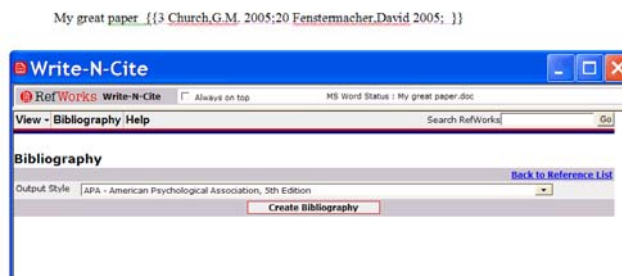 My great paper {{3 Church,G.M. 2005;20 Fenstermacher,David 2005; }}
Write-N-Cite
RefWorks Write-N-Cite Always on top MS Word Status : My great paper.doc
View - Bibliography Help Search RefWorks Go
Bibliography
Back to Reference List
Output Style APA - American Psychological Association, 5th Edition
Create Bibliography